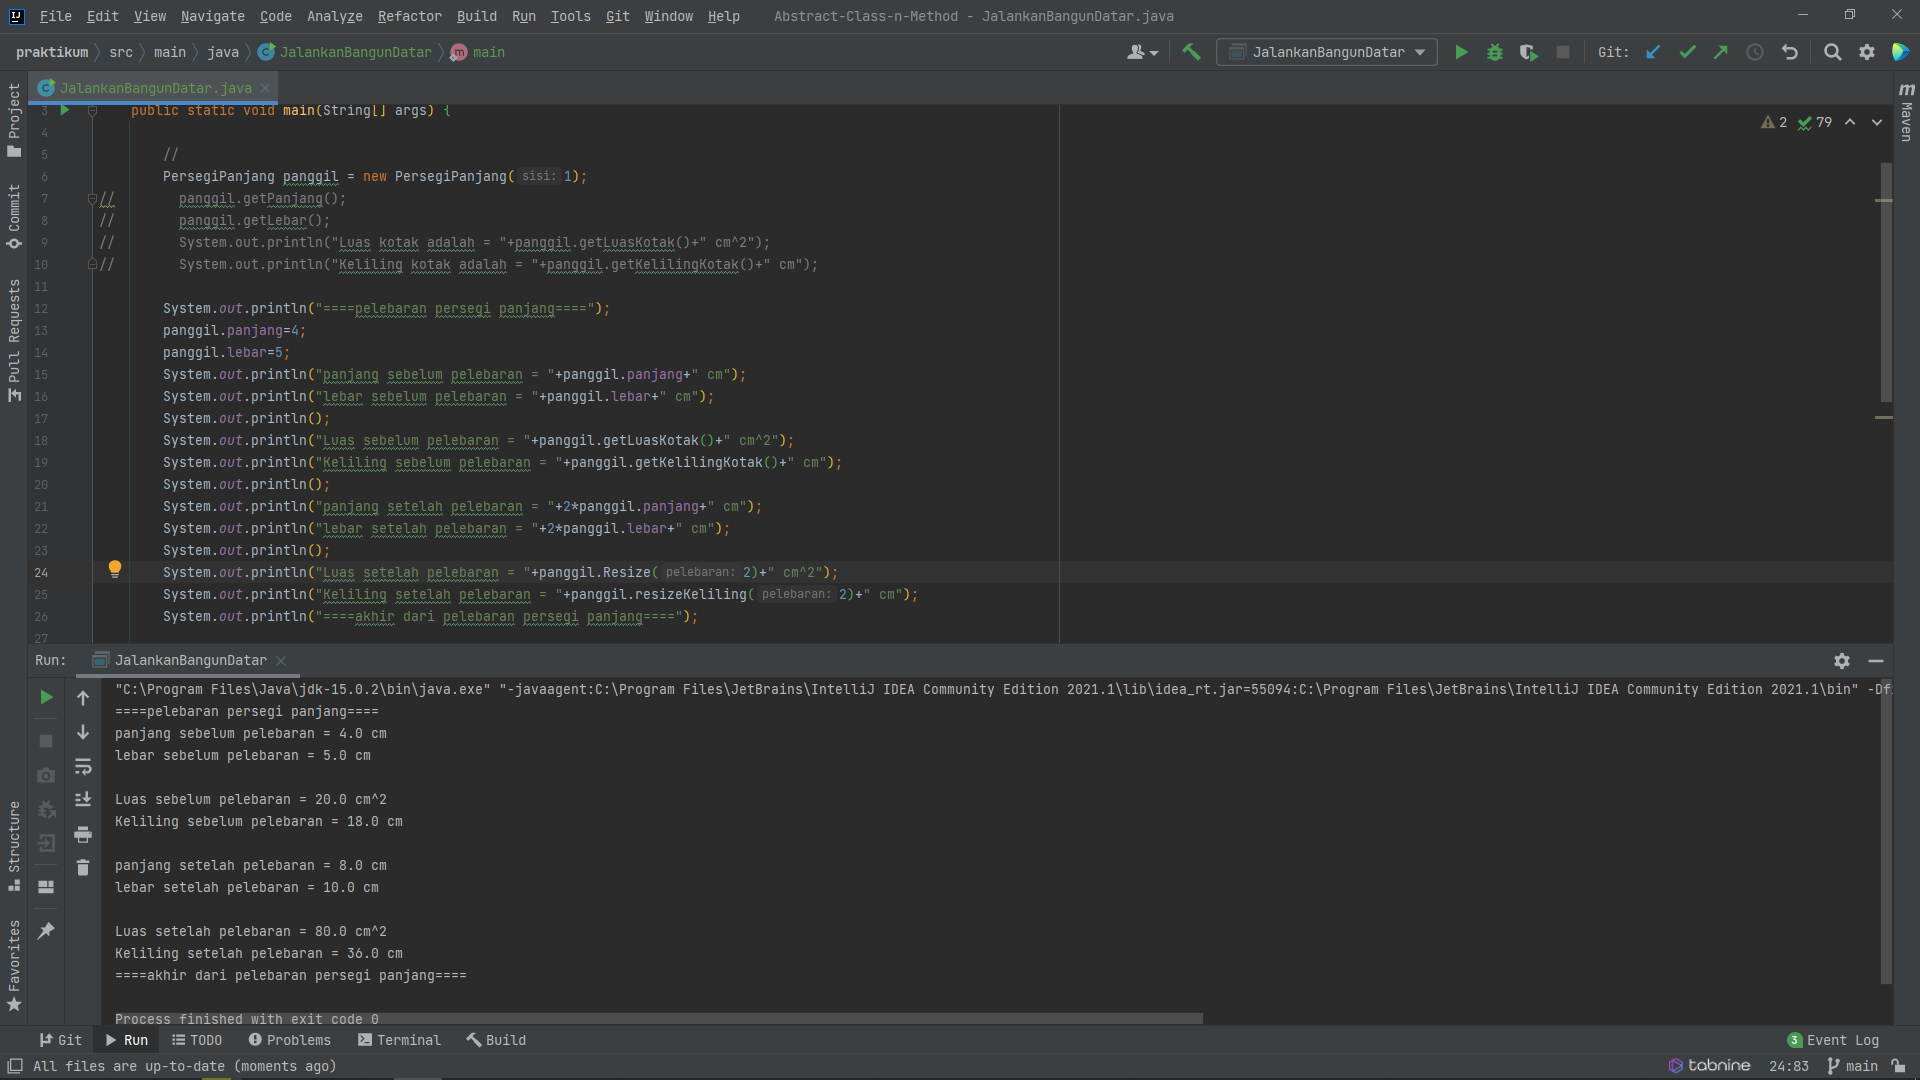 File Edit View Navigate Code Analyze Refactor Build Run Tools Git Window Help Abstract-Class-n-Method - JalankanBangunDatar.java
praktikum src main java JalankanBangunDatar main JalankanBangunDatar Git:
JalankanBangunDatar.java
3 public static void main(String[] args) {
2 79
4
5 //
6 PersegiPanjang panggil = new PersegiPanjang( sisi: 1);
7 // panggil.getPanjang();
8 // panggil.getLebar();
9 // System.out.println("Luas kotak adalah = "+panggil.getLuasKotak()+" cm^2");
10 // System.out.println("Keliling kotak adalah = "+panggil.getKelilingKotak()+" cm");
11
12 System.out.println("====pelebaran persegi panjang====");
13 panggil.panjang=4;
14 panggil.lebar=5;
15 System.out.println("panjang sebelum pelebaran = "+panggil.panjang+" cm");
16 System.out.println("lebar sebelum pelebaran = "+panggil.lebar+" cm");
17 System.out.println();
18 System.out.println("Luas sebelum pelebaran = "+panggil.getLuasKotak()+" cm^2");
19 System.out.println("Keliling sebelum pelebaran = "+panggil.getKelilingKotak()+" cm");
20 System.out.println();
21 System.out.println("panjang setelah pelebaran = "+2*panggil.panjang+" cm");
22 System.out.println("lebar setelah pelebaran = "+2*panggil.lebar+" cm");
23 System.out.println();
24 System.out.println("Luas setelah pelebaran = "+panggil.Resize( pelebaran: 2)+" cm^2");
25 System.out.println("Keliling setelah pelebaran = "+panggil.resizeKeliling( pelebaran: 2)+" cm");
26 System.out.println("====akhir dari pelebaran persegi panjang====");
27
Project
Commit
Pull Requests
Structure
Favorites
Maven
Run: JalankanBangunDatar
"C:\Program Files\Java\jdk-15.0.2\bin\java.exe" "-javaagent:C:\Program Files\JetBrains\IntelliJ IDEA Community Edition 2021.1\lib\idea_rt.jar=55094:C:\Program Files\JetBrains\IntelliJ IDEA Community Edition 2021.1\bin" -Df
====pelebaran persegi panjang====
panjang sebelum pelebaran = 4.0 cm
lebar sebelum pelebaran = 5.0 cm
Luas sebelum pelebaran = 20.0 cm^2
Keliling sebelum pelebaran = 18.0 cm
panjang setelah pelebaran = 8.0 cm
lebar setelah pelebaran = 10.0 cm
Luas setelah pelebaran = 80.0 cm^2
Keliling setelah pelebaran = 36.0 cm
====akhir dari pelebaran persegi panjang====
Process finished with exit code 0
Git Run TODO Problems Terminal Build 3 Event Log
All files are up-to-date (moments ago) tabnine 24:83 main